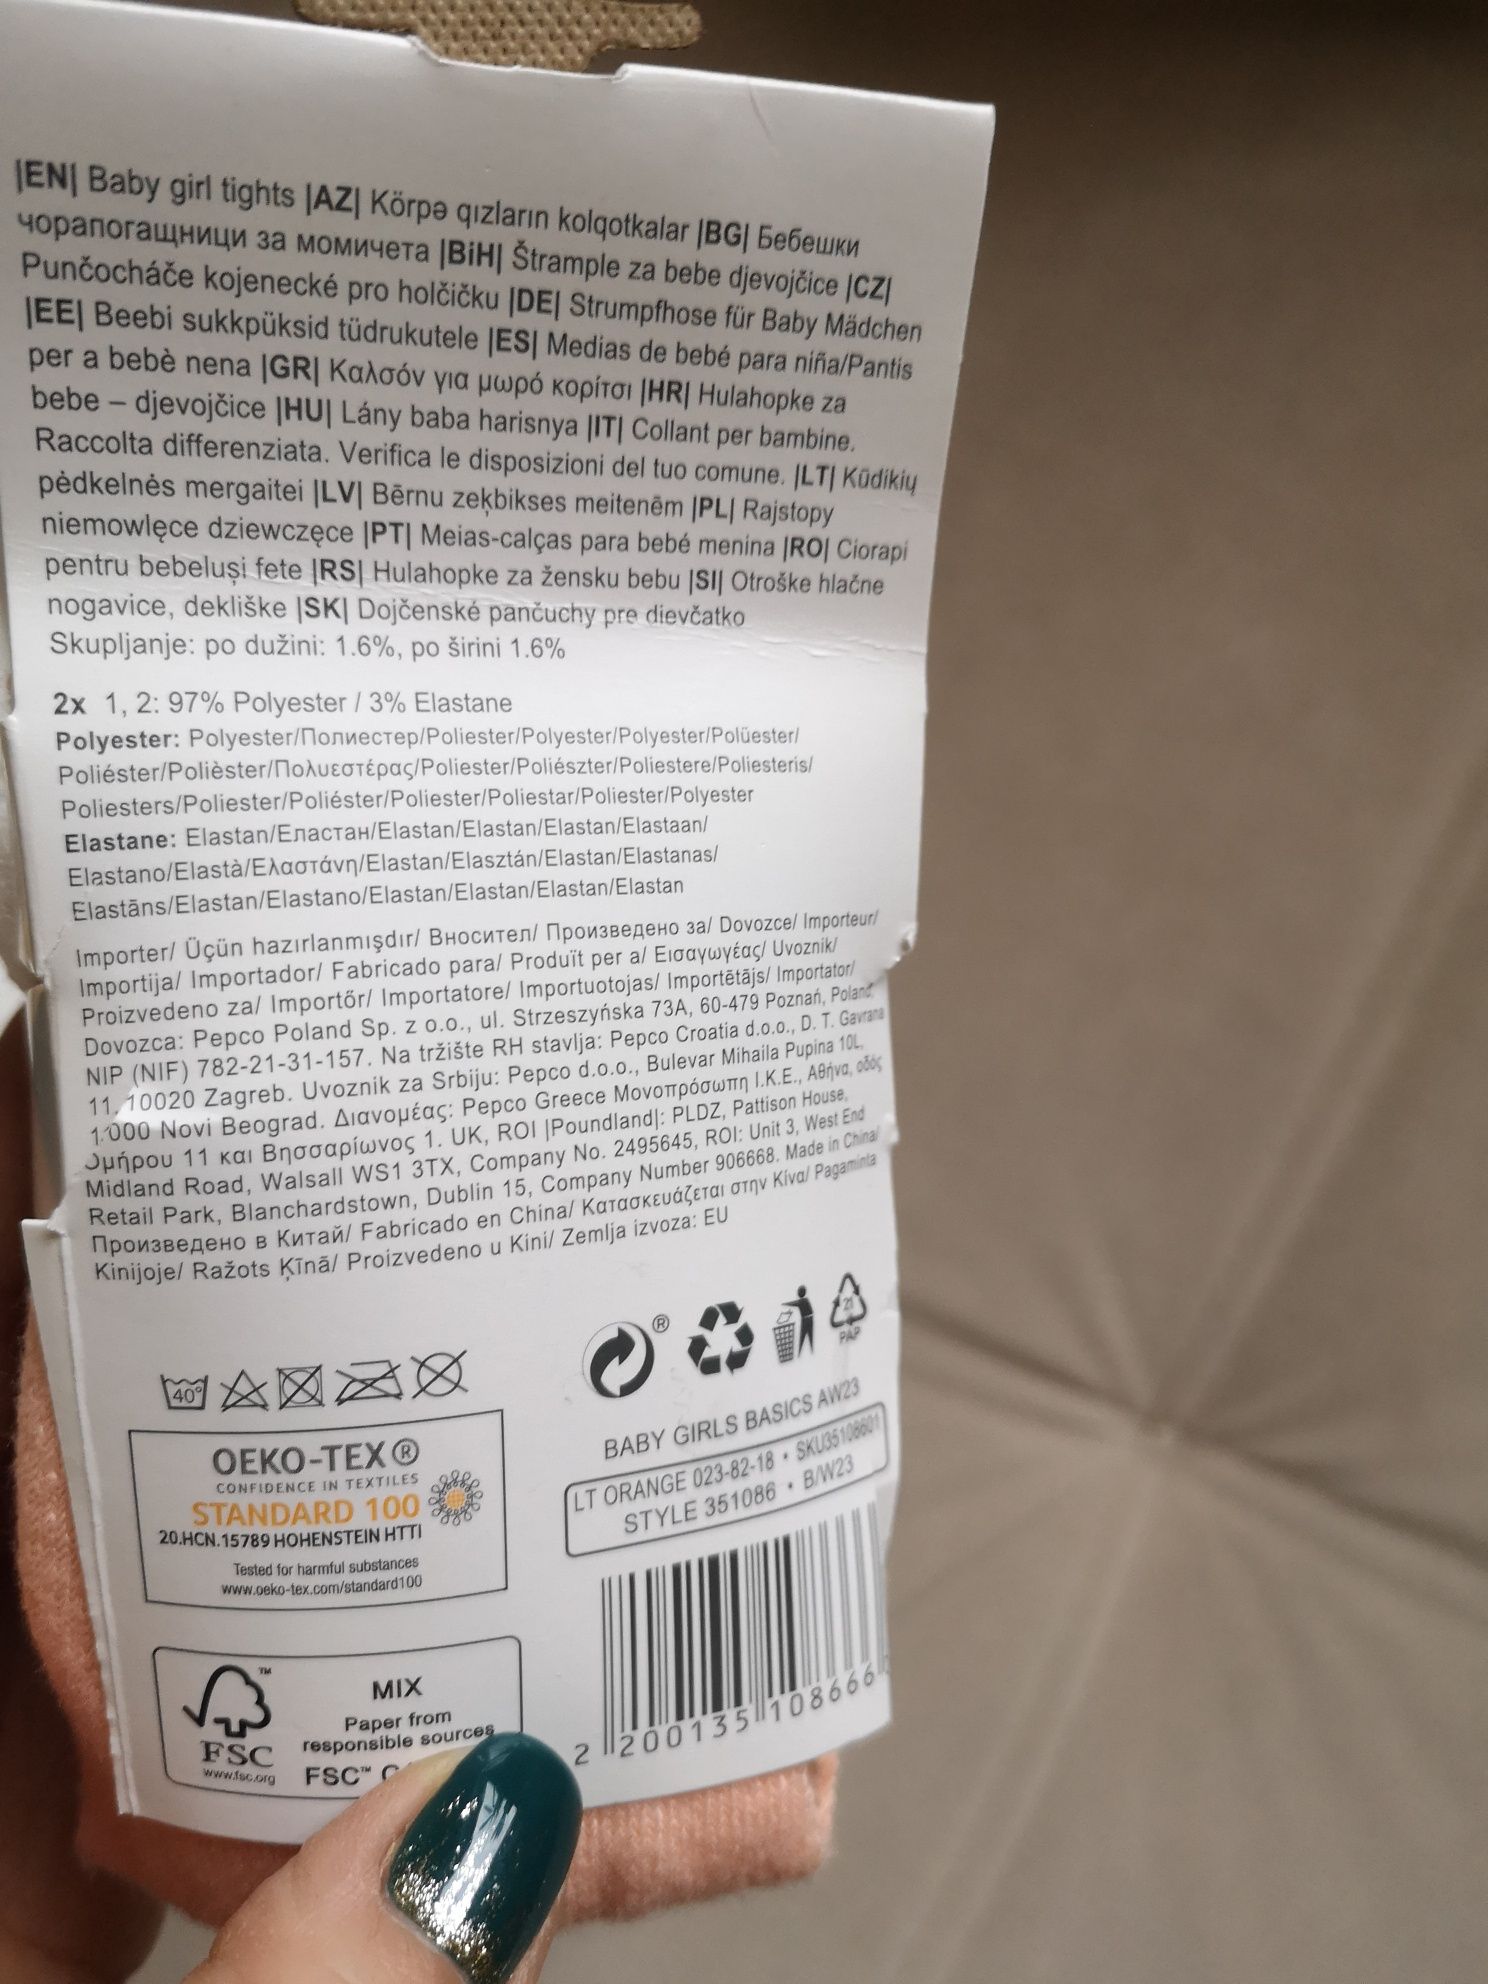 |EN| Baby girl tights |AZ| Körpə qızların kolqotkalar |BG| Бебешки
чорапогащници за момичета |BiH| Štrample za bebe djevojčice |CZ|
Punčocháče kojenecké pro holčičku |DE| Strumpfhose für Baby Mädchen
|EE| Beebi sukkpüksid tüdrukutele |ES| Medias de bebé para niña/Pantis
per a bebè nena |GR| Καλσόν για μωρό κορίτσι |HR| Hulahopke za
bebe – djevojčice |HU| Lány baba harisnya |IT| Collant per bambine.
Raccolta differenziata. Verifica le disposizioni del tuo comune. |LT| Kūdikių
pėdkelnės mergaitei |LV| Bērnu zeķbikses meitenēm |PL| Rajstopy
niemowlęce dziewczęce |PT| Meias-calças para bebé menina |RO| Ciorapi
pentru bebeluși fete |RS| Hulahopke za žensku bebu |SI| Otroške hlačne
nogavice, dekliške |SK| Dojčenské pančuchy pre dievčatko
Skupljanje: po dužini: 1.6%, po širini 1.6%
2x 1, 2: 97% Polyester / 3% Elastane
Polyester: Polyester/Полиестер/Poliester/Polyester/Polyester/Polüester/
Poliéster/Polièster/Πολυεστέρας/Poliester/Poliészter/Poliestere/Poliesteris/
Poliesters/Poliester/Poliéster/Poliester/Poliestar/Poliester/Polyester
Elastane: Elastan/Еластан/Elastan/Elastan/Elastan/Elastaan/
Elastano/Elastà/Ελαστάνη/Elastan/Elasztán/Elastan/Elastanas/
Elastāns/Elastan/Elastano/Elastan/Elastan/Elastan/Elastan
Importer/ Üçün hazırlanmışdır/ Вносител/ Произведено за/ Dovozce/ Importeur/
Importija/ Importador/ Fabricado para/ Produït per a/ Εισαγωγέας/ Uvoznik/
Proizvedeno za/ Importőr/ Importatore/ Importuotojas/ Importētājs/ Importator/
Dovozca: Pepco Poland Sp. z o.o., ul. Strzeszyńska 73A, 60-479 Poznań, Poland,
NIP (NIF) 782-21-31-157. Na tržište RH stavlja: Pepco Croatia d.o.o., D. T. Gavrana
11, 10020 Zagreb. Uvoznik za Srbiju: Pepco d.o.o., Bulevar Mihaila Pupina 10L,
11000 Novi Beograd. Διανομέας: Pepco Greece Μονοπρόσωπη Ι.Κ.Ε., Αθήνα, οδός
Ομήρου 11 και Βησσαρίωνος 1. UK, ROI |Poundland|: PLDZ, Pattison House,
Midland Road, Walsall WS1 3TX, Company No. 2495645, ROI: Unit 3, West End
Retail Park, Blanchardstown, Dublin 15, Company Number 906668. Made in China/
Произведено в Китай/ Fabricado en China/ Κατασκευάζεται στην Κίνα/ Pagaminta
Kinijoje/ Ražots Ķīnā/ Proizvedeno u Kini/ Zemlja izvoza: EU
®
21
PAP
40°
BABY GIRLS BASICS AW23
LT ORANGE 023-82-18 • SKU35108601
STYLE 351086 • B/W23
OEKO-TEX®
CONFIDENCE IN TEXTILES
STANDARD 100
20.HCN.15789 HOHENSTEIN HTTI
Tested for harmful substances
www.oeko-tex.com/standard100
2 200135 108666
MIX
Paper from
responsible sources
FSC™
™
FSC
www.fsc.org